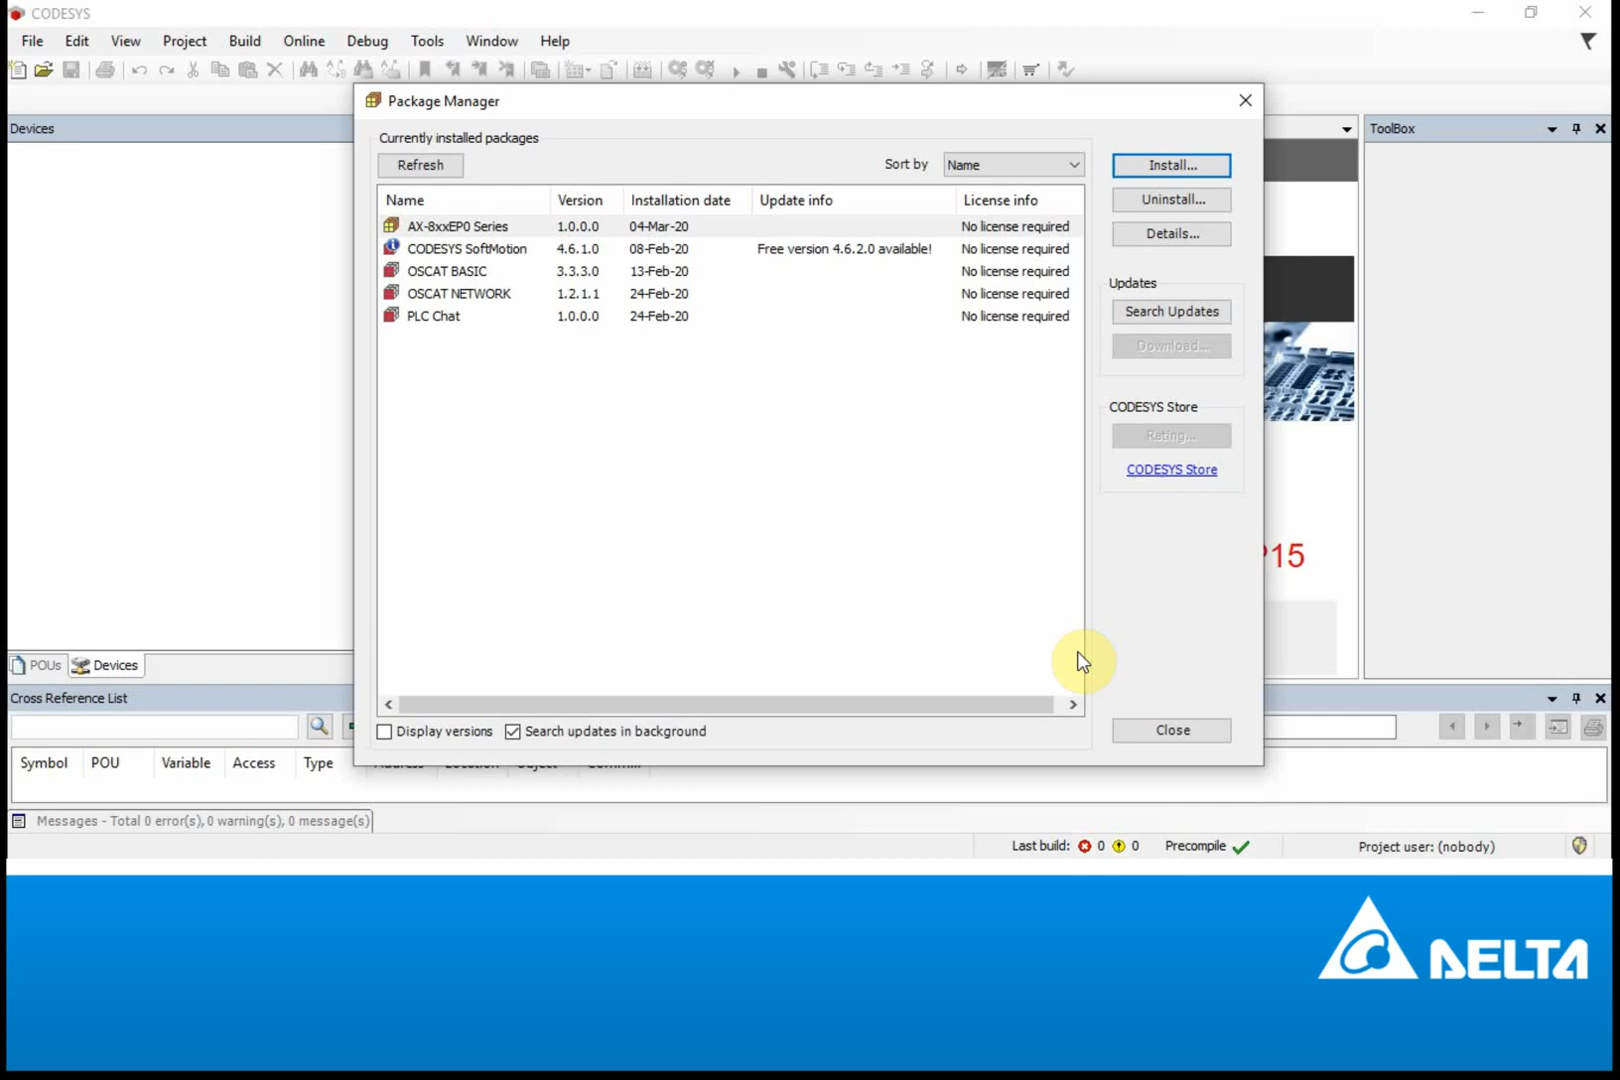 CODESYS
File Edit View Project Build Online Debug Tools Window Help
Package Manager
Devices
ToolBox
Currently installed packages
Refresh
Sort by Name
Install...
Name Version Installation date Update info License info
Uninstall...
AX-8xxEP0 Series 1.0.0.0 04-Mar-20 No license required
Details...
CODESYS SoftMotion 4.6.1.0 08-Feb-20 Free version 4.6.2.0 available! No license required
OSCAT BASIC 3.3.3.0 13-Feb-20 No license required
OSCAT NETWORK 1.2.1.1 24-Feb-20 No license required
PLC Chat 1.0.0.0 24-Feb-20 No license required
Updates
Search Updates
Download...
CODESYS Store
Rating...
CODESYS Store
P15
POUs Devices
Cross Reference List
Display versions Search updates in background
Close
Symbol POU Variable Access Type
Messages - Total 0 error(s), 0 warning(s), 0 message(s)
Last build: 0 0 Precompile Project user: (nobody)
DELTA